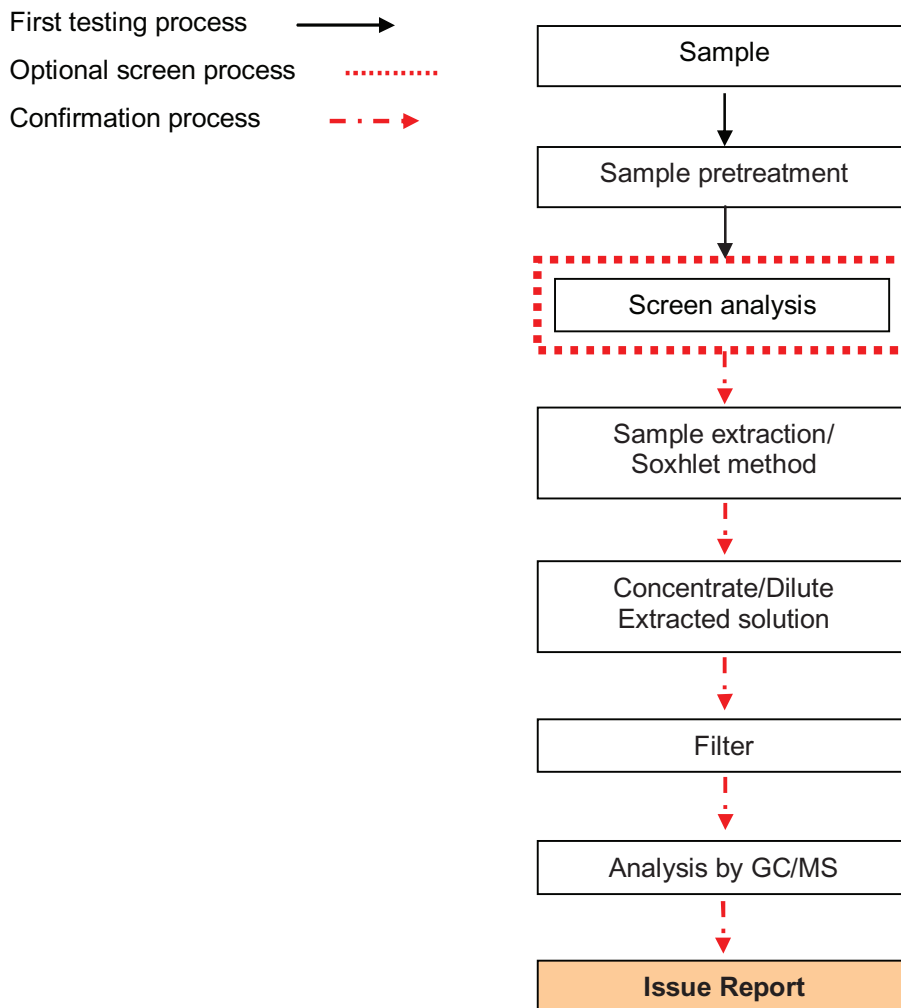 First testing process
Optional screen process
Confirmation process
Sample
Sample pretreatment
Screen analysis
Sample extraction/
Soxhlet method
Concentrate/Dilute
Extracted solution
Filter
Analysis by GC/MS
Issue Report